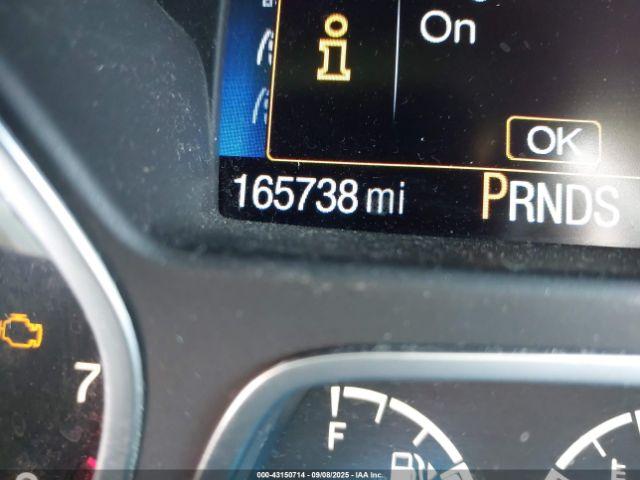 On
OK
165738 mi PRNDS
7
F
E
000-43150714 - 09/08/2025 - IAA Inc.